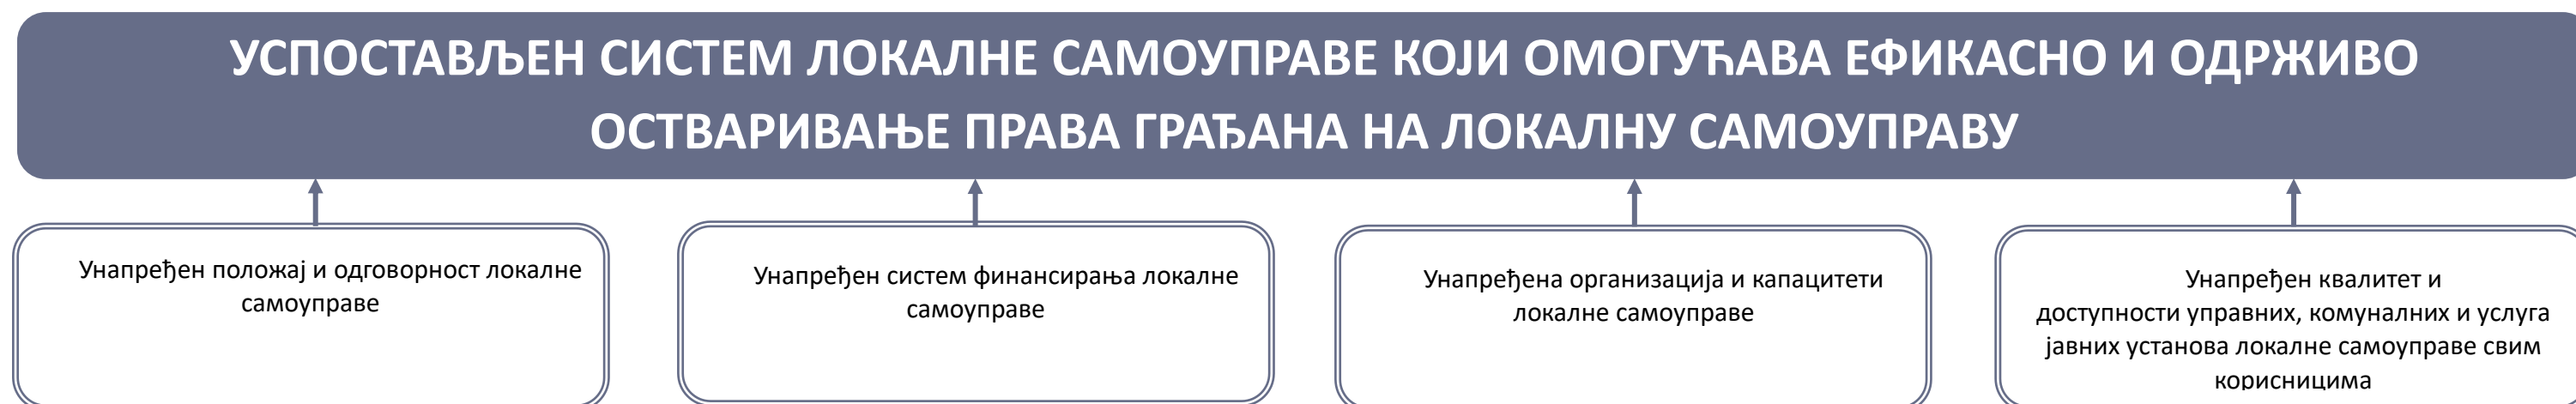 УСПОСТАВЉЕН СИСТЕМ ЛОКАЛНЕ САМОУПРАВЕ КОЈИ ОМОГУЋАВА ЕФИКАСНО И ОДРЖИВО
ОСТВАРИВАЊЕ ПРАВА ГРАЂАНА НА ЛОКАЛНУ САМОУПРАВУ
Унапређен положај и одговорност локалне
самоуправе
Унапређен систем финансирања локалне
самоуправе
Унапређена организација и капацитети
локалне самоуправе
Унапређен квалитет и
доступности управних, комуналних и услуга
јавних установа локалне самоуправе свим
корисницима